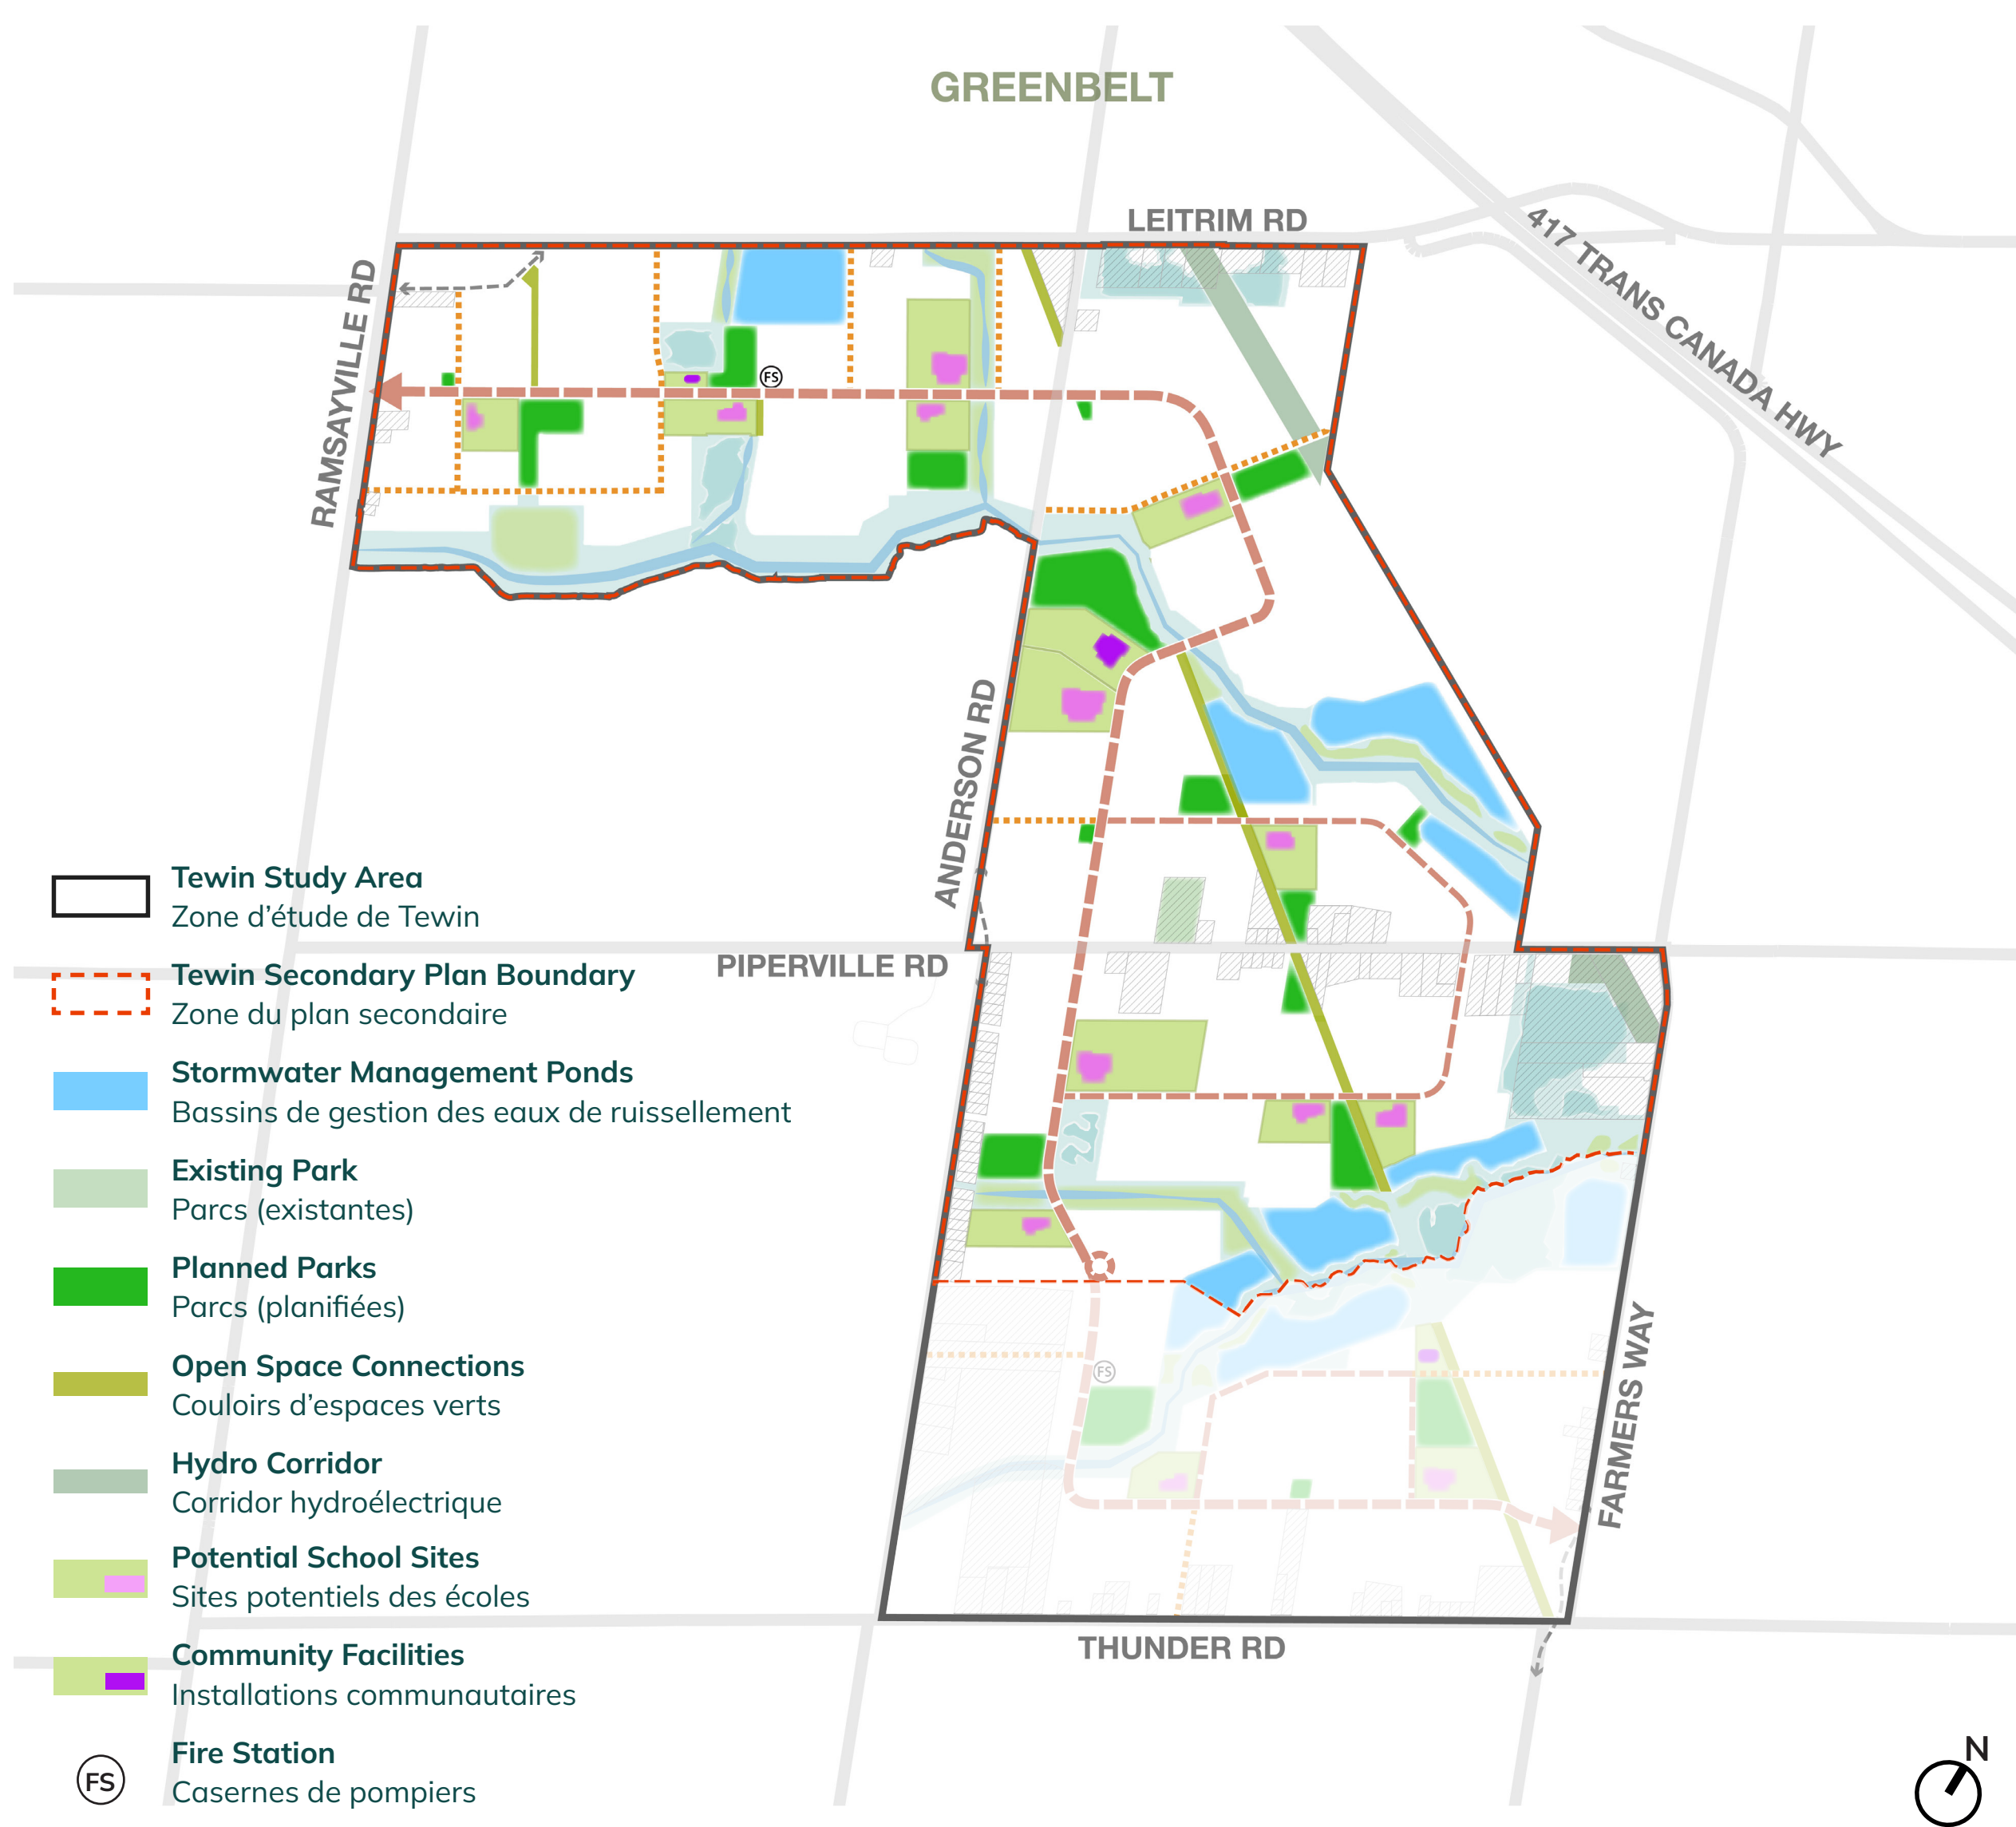 GREENBELT
LEITRIM RD
417 TRANS CANADA HWY
RAMSAYVILLE RD
FS
ANDERSON RD
PIPERVILLE RD
FS
FARMERS WAY
THUNDER RD
Tewin Study Area
Zone d'étude de Tewin
Tewin Secondary Plan Boundary
Zone du plan secondaire
Stormwater Management Ponds
Bassins de gestion des eaux de ruissellement
Existing Park
Parcs (existantes)
Planned Parks
Parcs (planifiées)
Open Space Connections
Couloirs d'espaces verts
Hydro Corridor
Corridor hydroélectrique
Potential School Sites
Sites potentiels des écoles
Community Facilities
Installations communautaires
FS
Fire Station
Casernes de pompiers
N